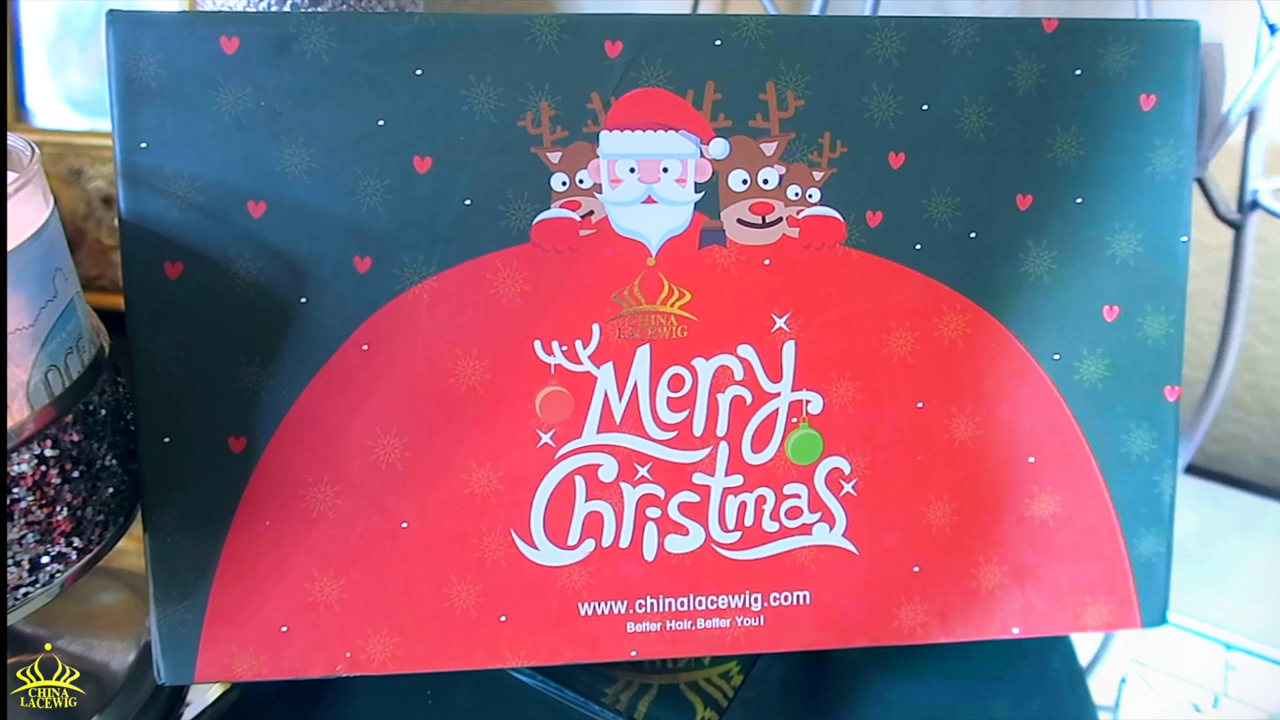 CHINA
LACEWIG
Merry
Christmas
www.chinalacewig.com
Better Hair,Better You!
CHINA
LACEWIG